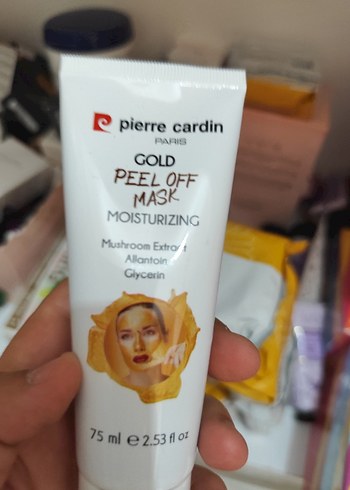 pierre cardin
PARIS
GOLD
PEEL OFF
MASK
MOISTURIZING
Mushroom Extract
Allantoin
Glycerin
75 ml e 2.53 fl oz